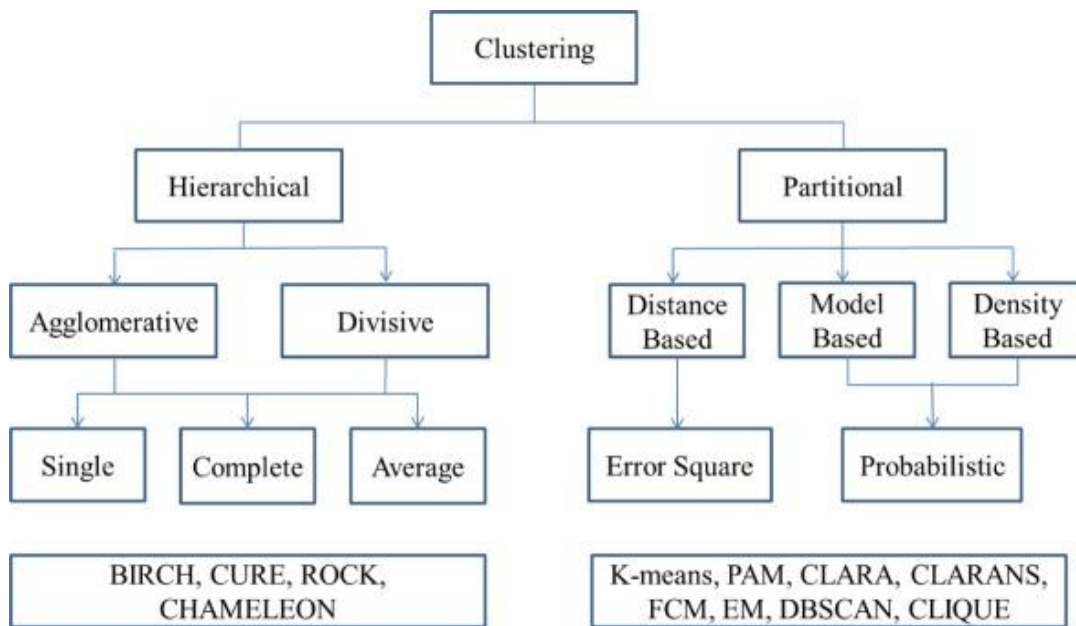 Clustering
Hierarchical
Partitional
Agglomerative
Divisive
Distance
Based
Model
Based
Density
Based
Single
Complete
Average
Error Square
Probabilistic
BIRCH, CURE, ROCK,
CHAMELEON
K-means, PAM, CLARA, CLARANS,
FCM, EM, DBSCAN, CLIQUE